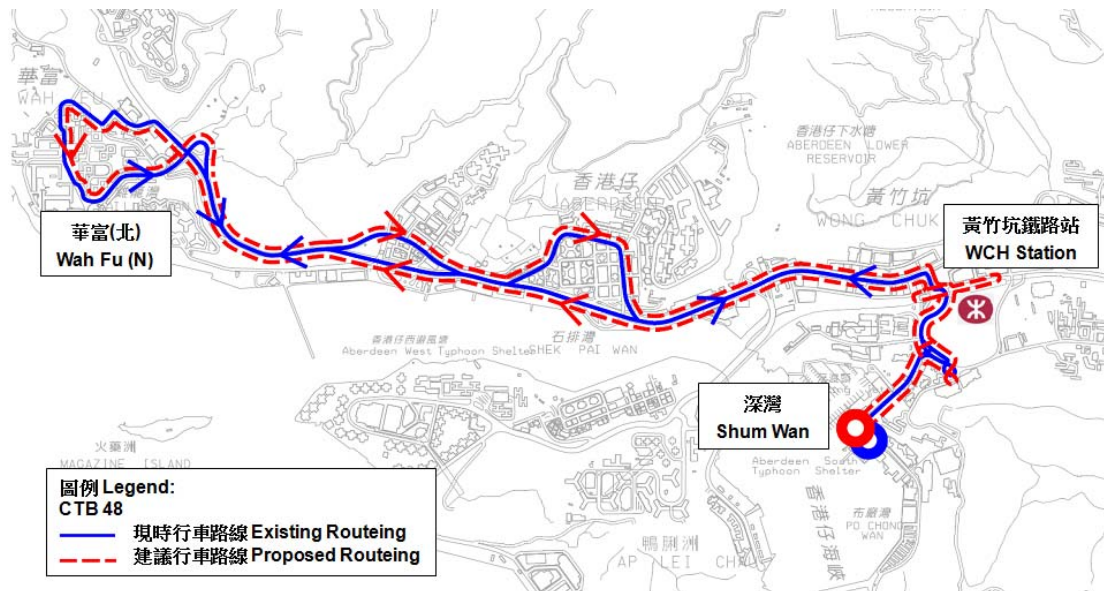 華富
WAH FU
香港仔下水塘
ABERDEEN LOWER
RESERVOIR
香港仔
ABERDEEN
黃竹坑
WONG CHUK
黃竹坑鐵路站
WCH Station
華富(北)
Wah Fu (N)
香港仔西避風塘
Aberdeen West Typhoon Shelter
石排灣
SHEK PAI WAN
深灣
Shum Wan
火藥洲
MAGAZINE ISLAND
Aberdeen South
Typhoon Shelter
香港仔海峽
布廠灣
PO CHONG
WAN
鴨脷洲
AP LEI CHAU
圖例 Legend:
CTB 48
現時行車路線 Existing Routeing
建議行車路線 Proposed Routeing